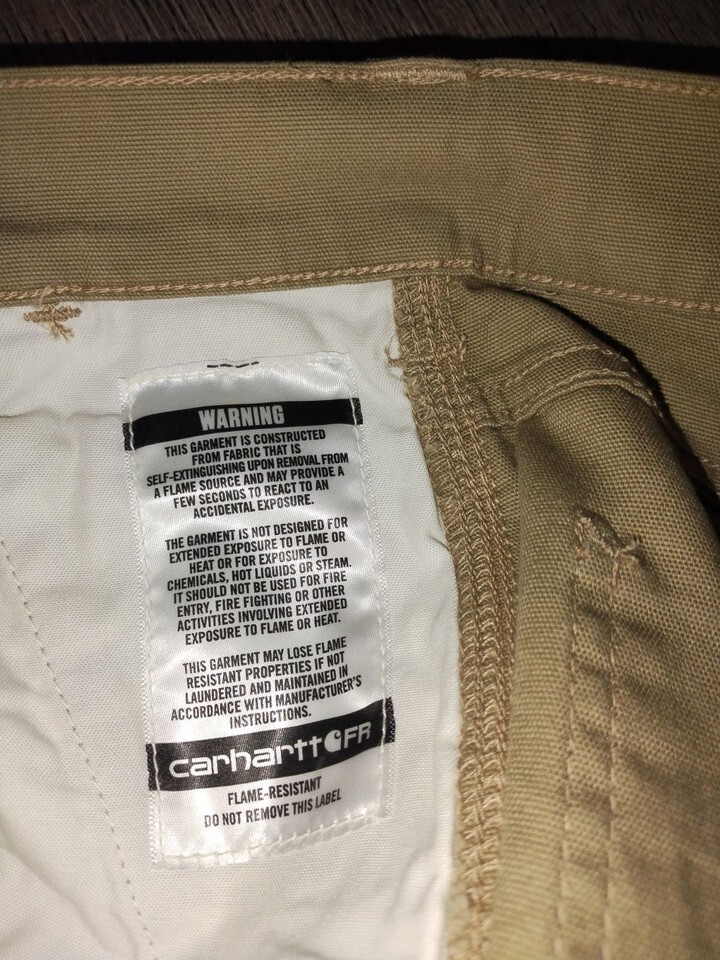 WARNING
THIS GARMENT IS CONSTRUCTED
FROM FABRIC THAT IS
SELF-EXTINGUISHING UPON REMOVAL FROM
A FLAME SOURCE AND MAY PROVIDE A
FEW SECONDS TO REACT TO AN
ACCIDENTAL EXPOSURE.
THE GARMENT IS NOT DESIGNED FOR
EXTENDED EXPOSURE TO FLAME OR
HEAT OR FOR EXPOSURE TO
CHEMICALS, HOT LIQUIDS OR STEAM.
IT SHOULD NOT BE USED FOR FIRE
ENTRY, FIRE FIGHTING OR OTHER
ACTIVITIES INVOLVING EXTENDED
EXPOSURE TO FLAME OR HEAT.
THIS GARMENT MAY LOSE FLAME
RESISTANT PROPERTIES IF NOT
LAUNDERED AND MAINTAINED IN
ACCORDANCE WITH MANUFACTURER'S
INSTRUCTIONS.
carhartt FR
FLAME-RESISTANT
DO NOT REMOVE THIS LABEL